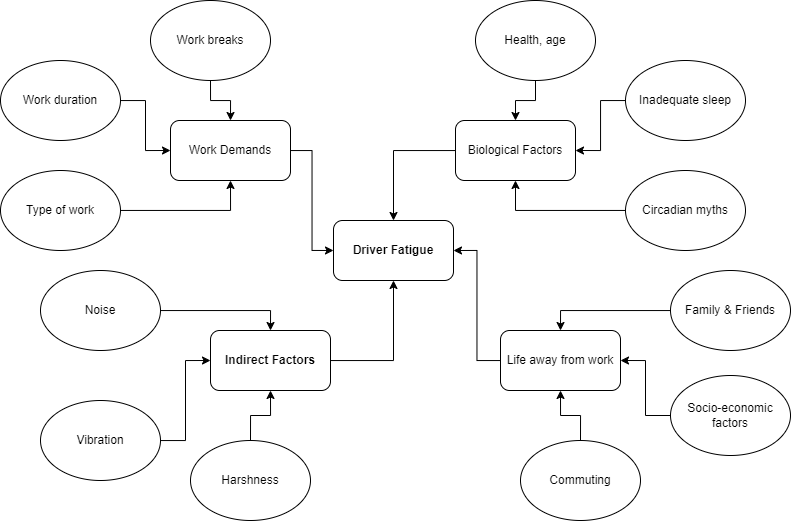 Work breaks
Health, age
Work duration
Inadequate sleep
Work Demands
Biological Factors
Type of work
Circadian myths
Driver Fatigue
Noise
Family & Friends
Indirect Factors
Life away from work
Socio-economic
factors
Vibration
Harshness
Commuting